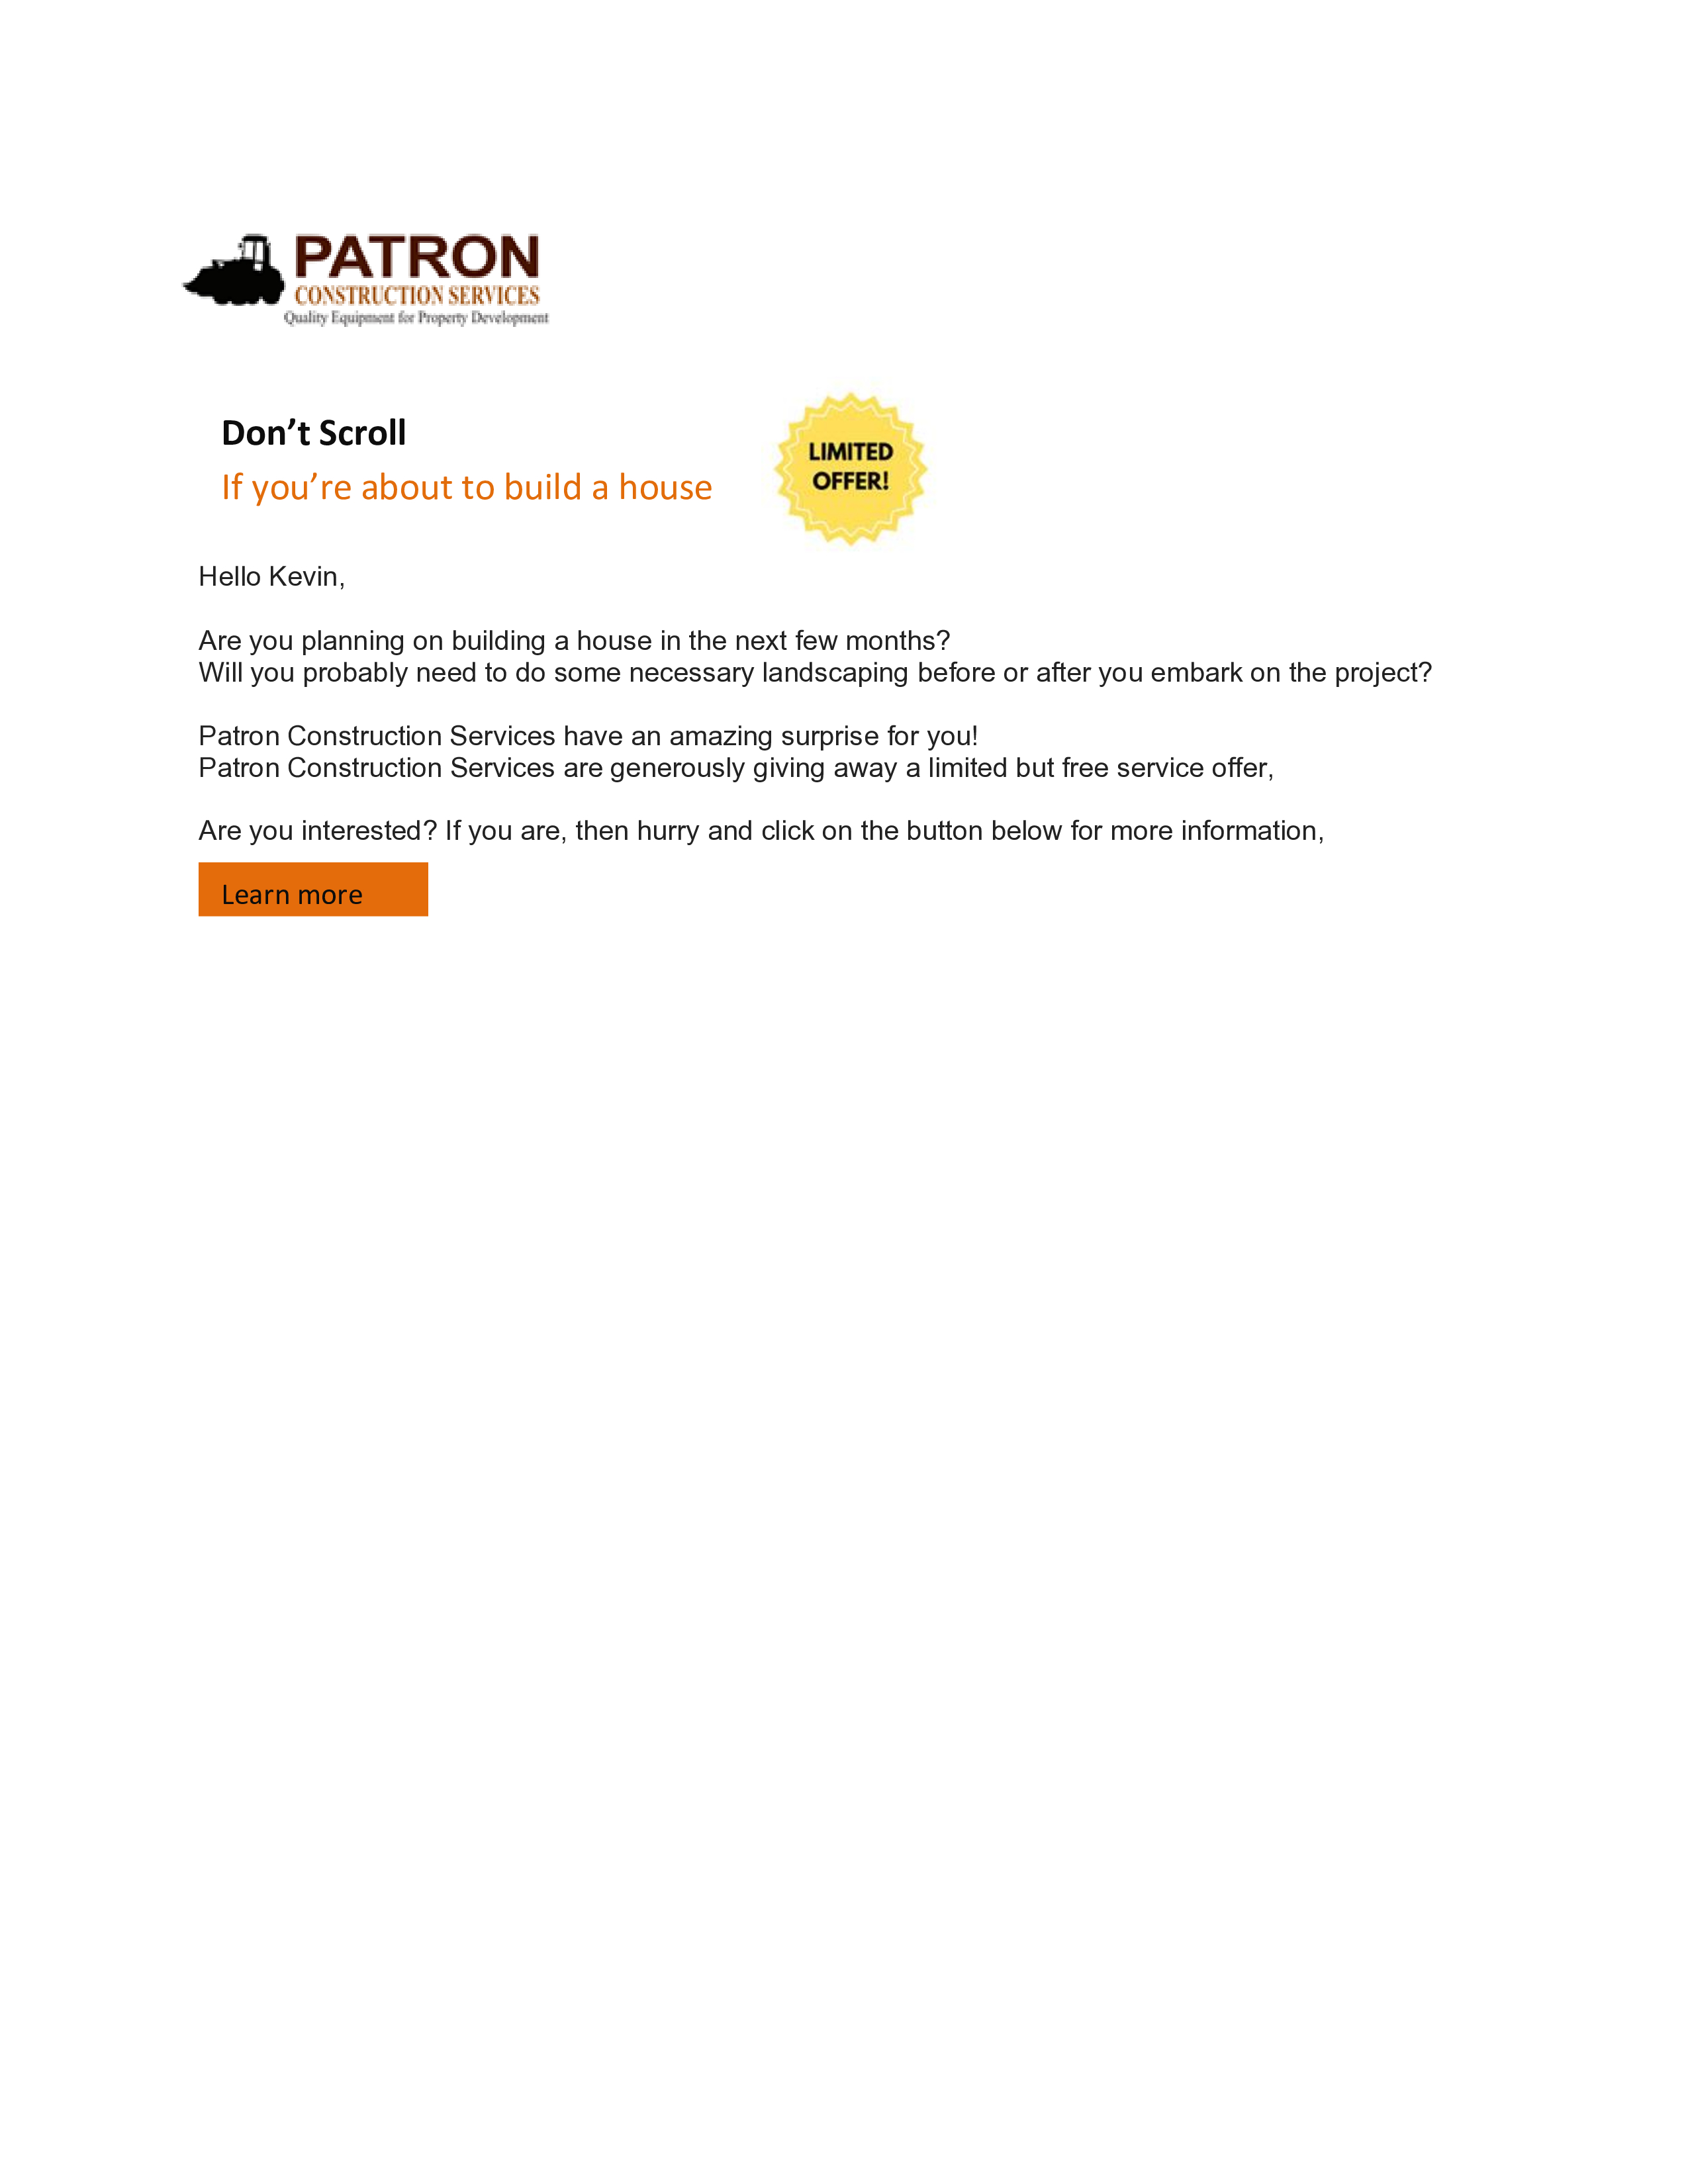 PATRON
CONSTRUCTION SERVICES
Quality Equipment for Property Development
Don’t Scroll
If you’re about to build a house
LIMITED
OFFER!
Hello Kevin,
Are you planning on building a house in the next few months?
Will you probably need to do some necessary landscaping before or after you embark on the project?
Patron Construction Services have an amazing surprise for you!
Patron Construction Services are generously giving away a limited but free service offer,
Are you interested? If you are, then hurry and click on the button below for more information,
Learn more